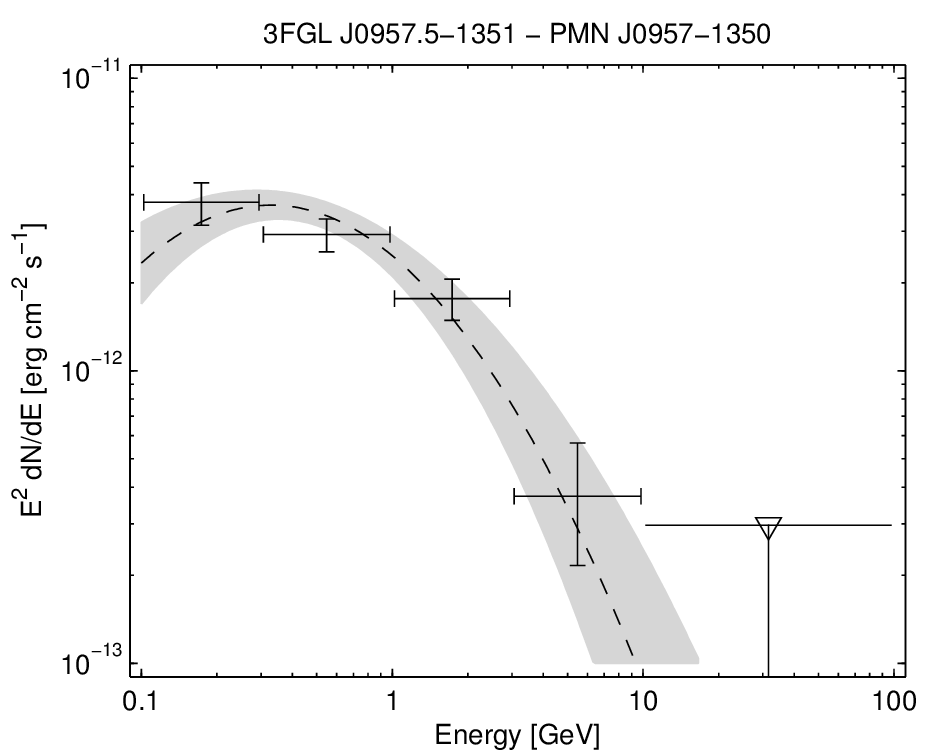 3FGL J0957.5−1351 − PMN J0957−1350
E² dN/dE [erg cm⁻² s⁻¹]
10⁻¹¹
10⁻¹²
10⁻¹³
0.1 1 10 100
Energy [GeV]